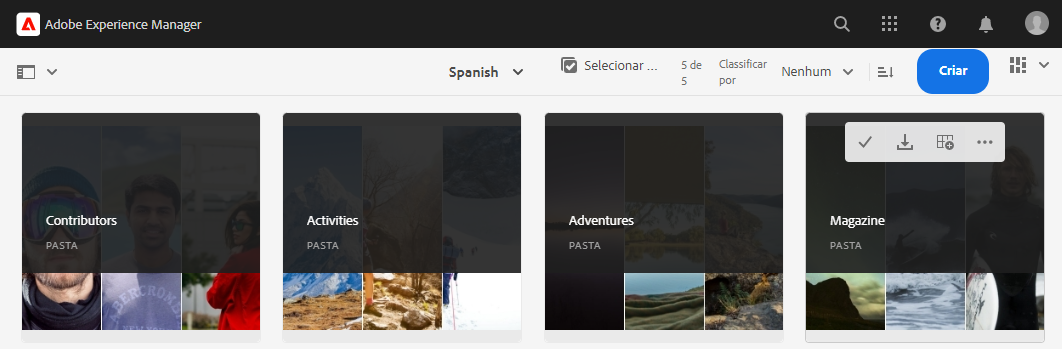 Adobe Experience Manager
Spanish
Selecionar ...
5 de
5
Classificar
por
Nenhum
Criar
Contributors
PASTA
Activities
PASTA
Adventures
PASTA
Magazine
PASTA
ABERCROMBIE